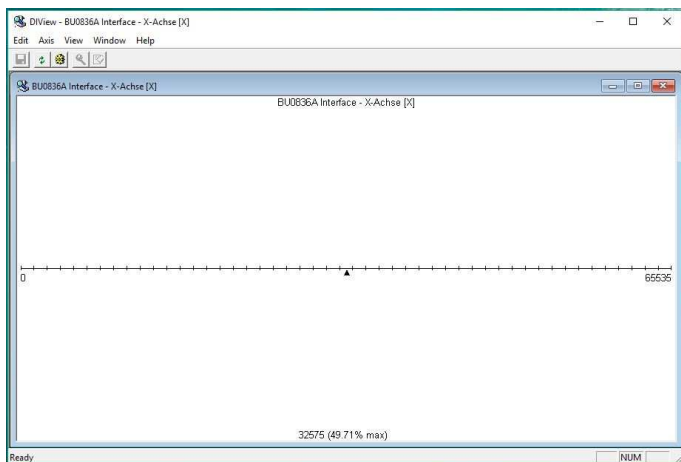 DIView - BU0836A Interface - X-Achse [X]
Edit Axis View Window Help
BU0836A Interface - X-Achse [X]
BU0836A Interface - X-Achse [X]
0 65535
32575 (49.71% max)
Ready NUM